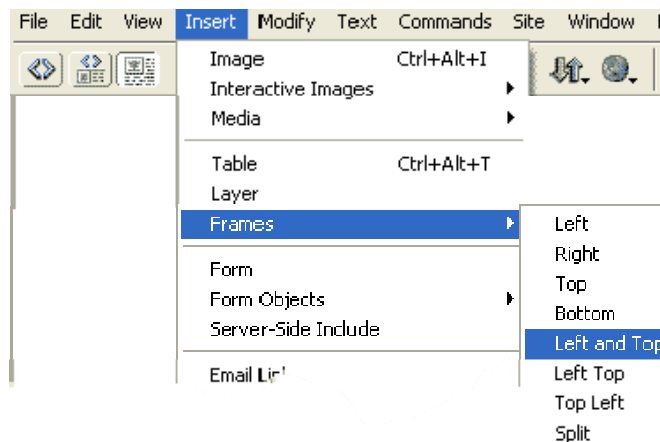 File Edit View Insert Modify Text Commands Site Window
Image Ctrl+Alt+I
Interactive Images
Media
Table Ctrl+Alt+T
Layer
Frames
Form
Form Objects
Server-Side Include
Email
Left
Right
Top
Bottom
Left and Top
Left Top
Top Left
Split